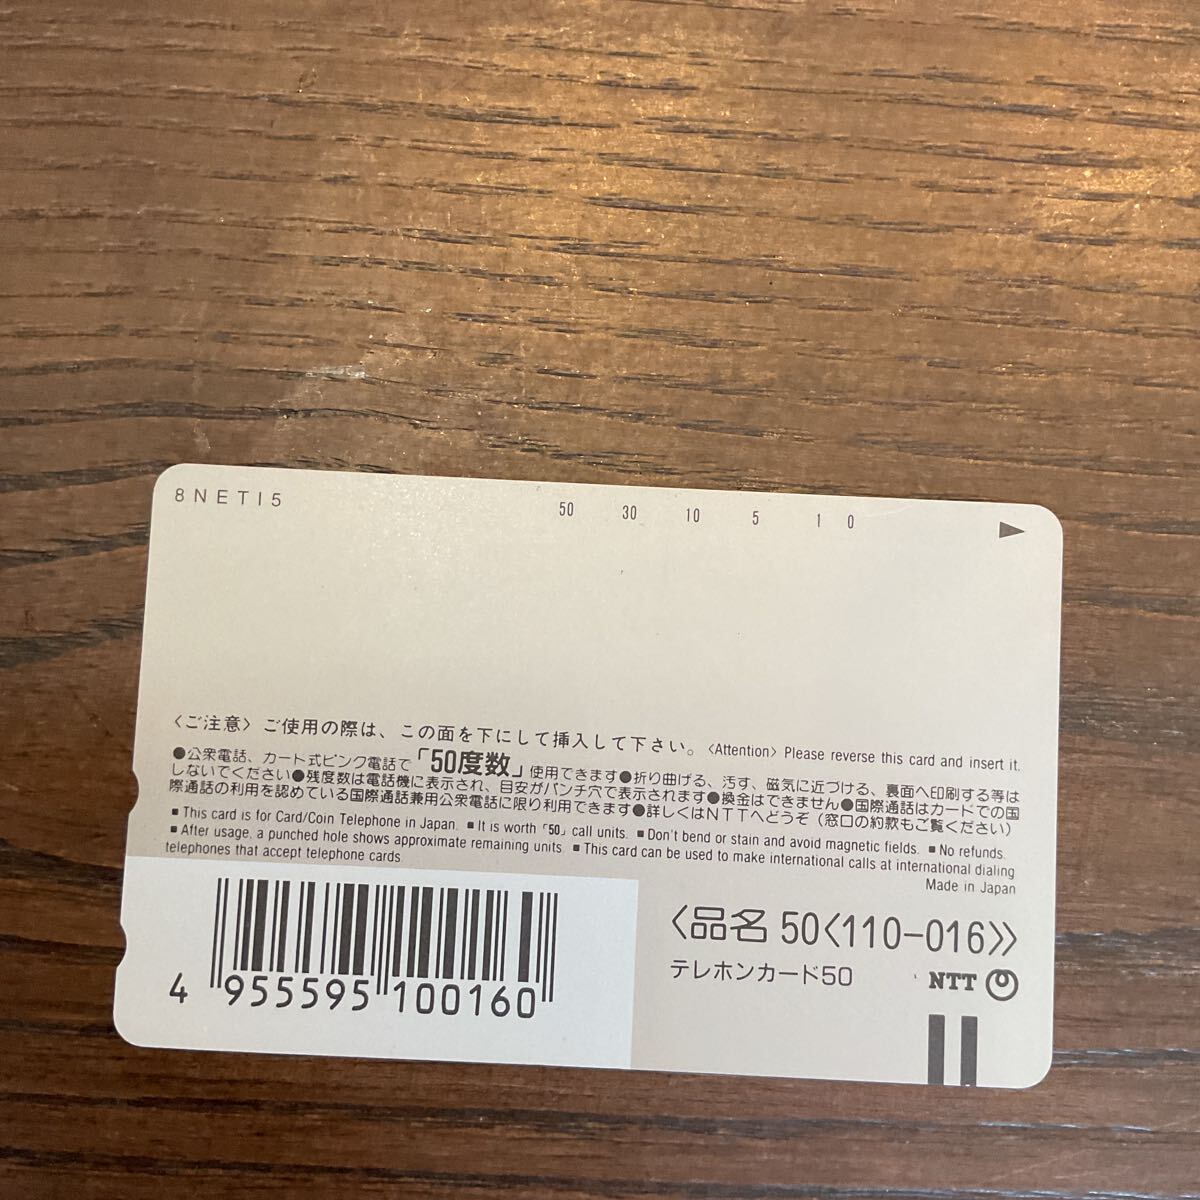 8NETI5
50 30 10 5 1 0
〈ご注意〉ご使用の際は、この面を下にして挿入して下さい。〈Attention〉Please reverse this card and insert it.
●公衆電話、カード式ピンク電話で「50度数」使用できます●折り曲げる、汚す、磁気に近づける、裏面へ印刷する等は
しないでください●残度数は電話機に表示され、目安がパンチ穴で表示されます●換金はできません●国際通話はカードでの国
際通話の利用を認めている国際通話兼用公衆電話に限り利用できます●詳しくはNTTへどうぞ（窓口の約款もご覧ください）
■This card is for Card/Coin Telephone in Japan. ■It is worth「50」call units. ■Don't bend or stain and avoid magnetic fields. ■No refunds.
■After usage, a punched hole shows approximate remaining units. ■This card can be used to make international calls at international dialing
telephones that accept telephone cards.
Made in Japan
〈品名 50〈110-016〉〉
テレホンカード50
NTT
4 955595 100160